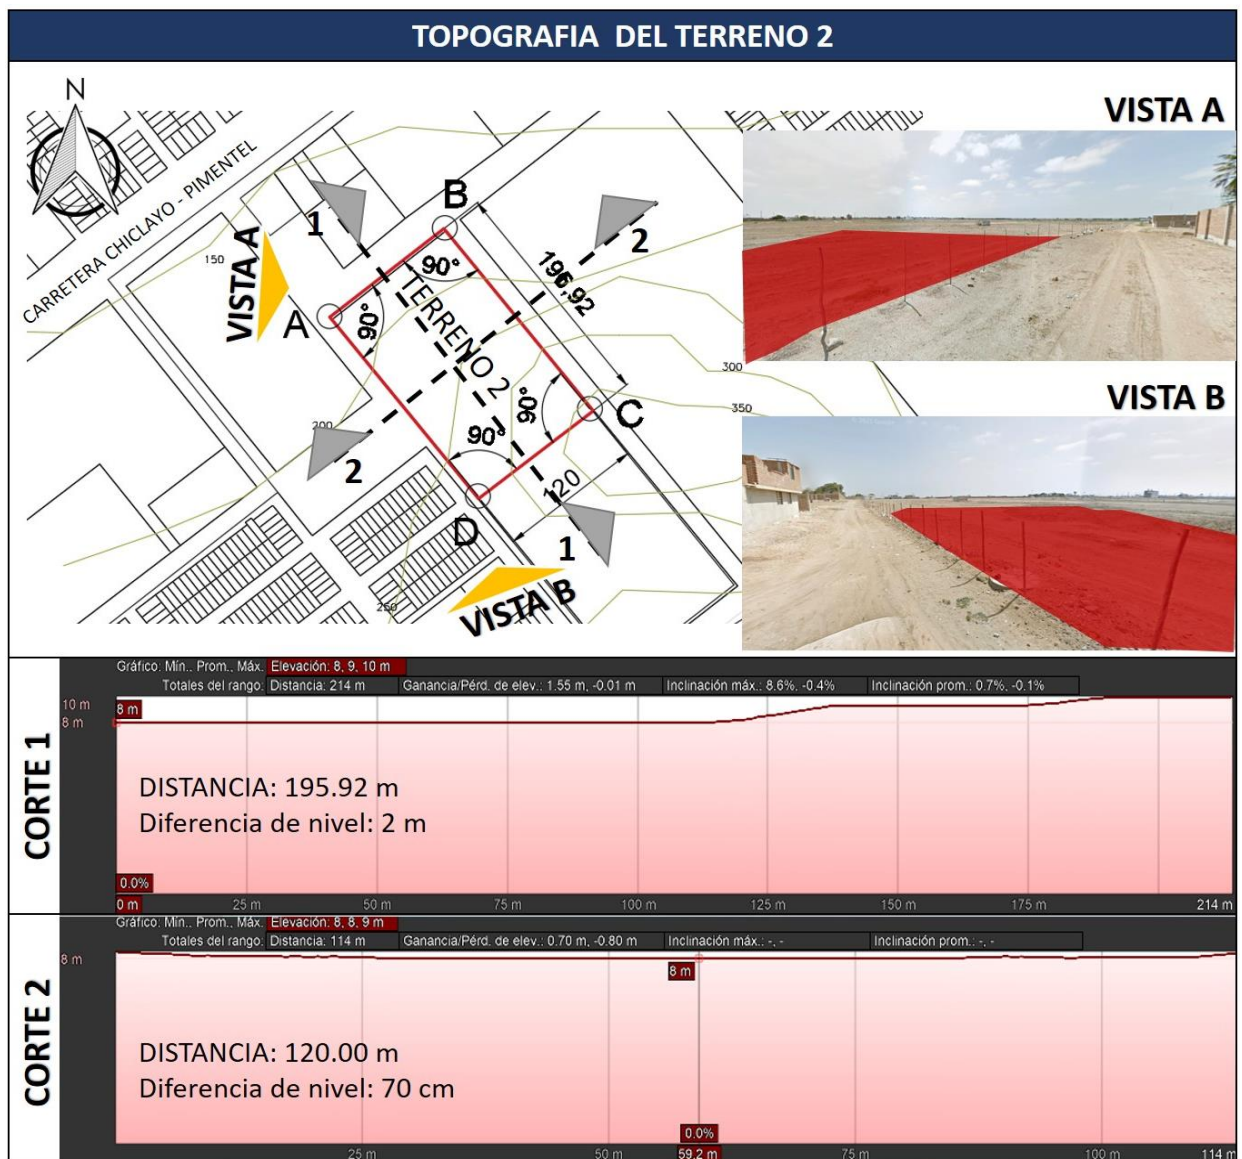 TOPOGRAFIA DEL TERRENO 2
N
VISTA A
CARRETERA CHICLAYO - PIMENTEL
150
VISTA A
1
B
2
90°
A
90°
TERRENO 2
300
350
VISTA B
C
90°
90°
200
2
D
120
1
250
VISTA B
CORTE 1
Gráfico: Mín., Prom., Máx. Elevación: 8, 9, 10 m
Totales del rango: Distancia: 214 m Ganancia/Pérd. de elev.: 1.55 m, -0.01 m Inclinación máx.: 8.6%, -0.4% Inclinación prom.: 0.7%, -0.1%
10 m
8 m
8 m
DISTANCIA: 195.92 m
Diferencia de nivel: 2 m
0.0%
0 m 25 m 50 m 75 m 100 m 125 m 150 m 175 m 214 m
CORTE 2
Gráfico: Mín., Prom., Máx. Elevación: 8, 8, 9 m
Totales del rango: Distancia: 114 m Ganancia/Pérd. de elev.: 0.70 m, -0.80 m Inclinación máx.: -, - Inclinación prom.: -, -
8 m
8 m
DISTANCIA: 120.00 m
Diferencia de nivel: 70 cm
0.0%
25 m 50 m 59.2 m 75 m 100 m 114 m